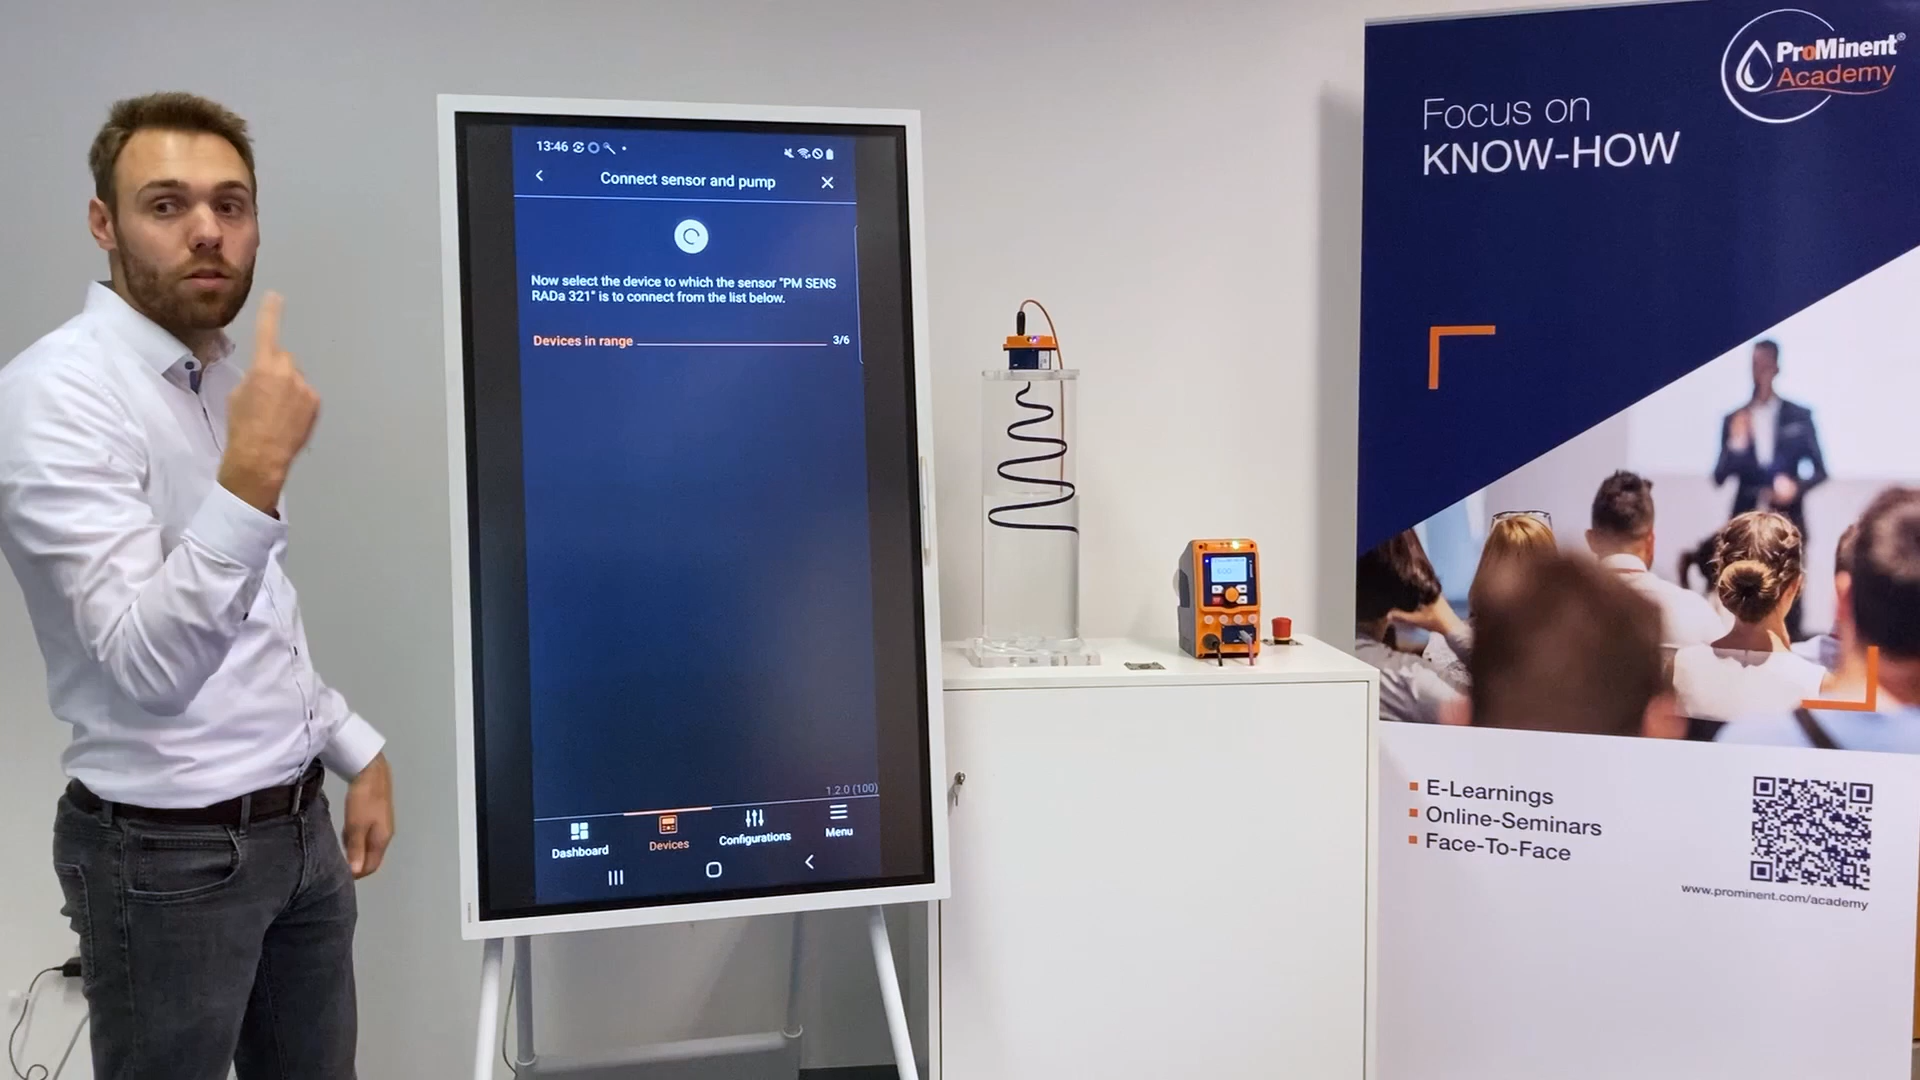 13:46
Connect sensor and pump
Now select the device to which the sensor "PM SENS
RADa 321" is to connect from the list below.
Devices in range 3/6
1.2.0 (100)
Dashboard
Devices
Configurations
Menu
ProMinent®
Academy
Focus on
KNOW-HOW
E-Learnings
Online-Seminars
Face-To-Face
www.prominent.com/academy